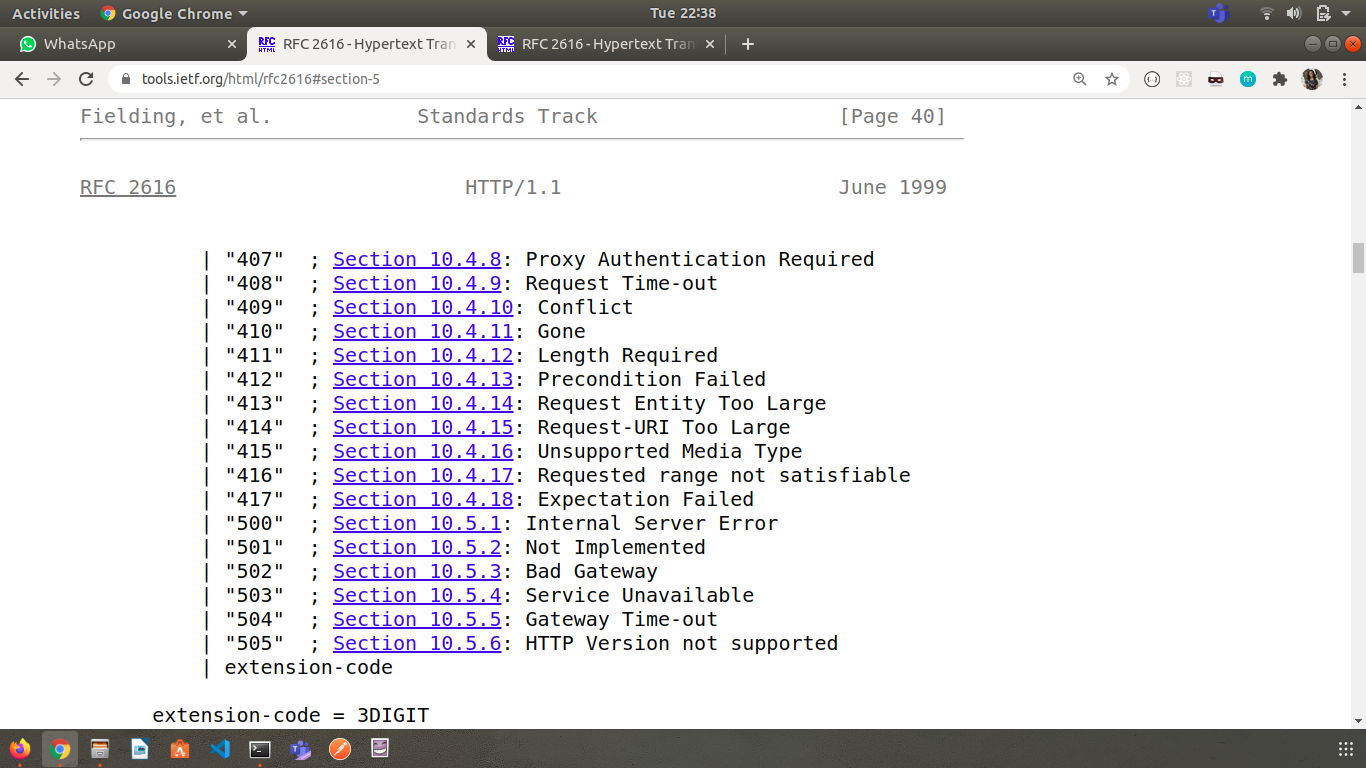 Activities Google Chrome Tue 22:38
WhatsApp RFC 2616 - Hypertext Tran RFC 2616 - Hypertext Tran
tools.ietf.org/html/rfc2616#section-5
Fielding, et al. Standards Track [Page 40]
RFC 2616 HTTP/1.1 June 1999
| "407" ; Section 10.4.8: Proxy Authentication Required
| "408" ; Section 10.4.9: Request Time-out
| "409" ; Section 10.4.10: Conflict
| "410" ; Section 10.4.11: Gone
| "411" ; Section 10.4.12: Length Required
| "412" ; Section 10.4.13: Precondition Failed
| "413" ; Section 10.4.14: Request Entity Too Large
| "414" ; Section 10.4.15: Request-URI Too Large
| "415" ; Section 10.4.16: Unsupported Media Type
| "416" ; Section 10.4.17: Requested range not satisfiable
| "417" ; Section 10.4.18: Expectation Failed
| "500" ; Section 10.5.1: Internal Server Error
| "501" ; Section 10.5.2: Not Implemented
| "502" ; Section 10.5.3: Bad Gateway
| "503" ; Section 10.5.4: Service Unavailable
| "504" ; Section 10.5.5: Gateway Time-out
| "505" ; Section 10.5.6: HTTP Version not supported
| extension-code
extension-code = 3DIGIT